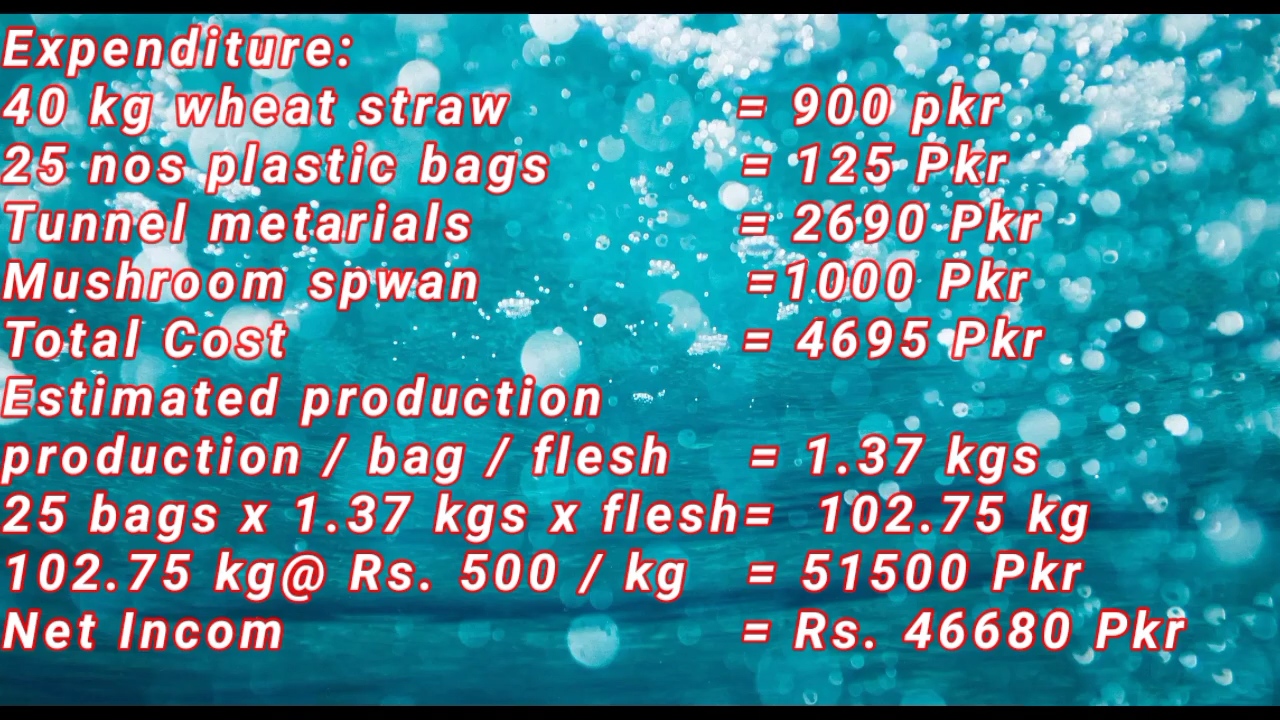 Expenditure:
40 kg wheat straw = 900 pkr
25 nos plastic bags = 125 Pkr
Tunnel metarials = 2690 Pkr
Mushroom spwan =1000 Pkr
Total Cost = 4695 Pkr
Estimated production
production / bag / flesh = 1.37 kgs
25 bags x 1.37 kgs x flesh= 102.75 kg
102.75 kg@ Rs. 500 / kg = 51500 Pkr
Net Incom = Rs. 46680 Pkr